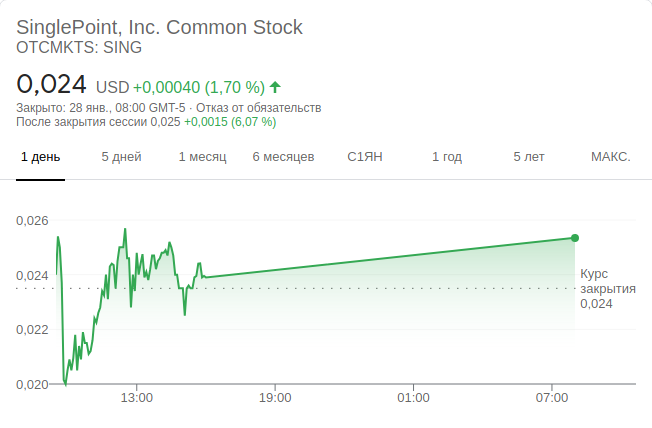 SinglePoint, Inc. Common Stock
OTCMKTS: SING
0,024 USD +0,00040 (1,70 %)
Закрыто: 28 янв., 08:00 GMT-5 · Отказ от обязательств
После закрытия сессии 0,025 +0,0015 (6,07 %)
1 день 5 дней 1 месяц 6 месяцев С1ЯН 1 год 5 лет МАКС.
0,026
0,024
Курс
закрытия
0,024
0,022
0,020
13:00 19:00 01:00 07:00